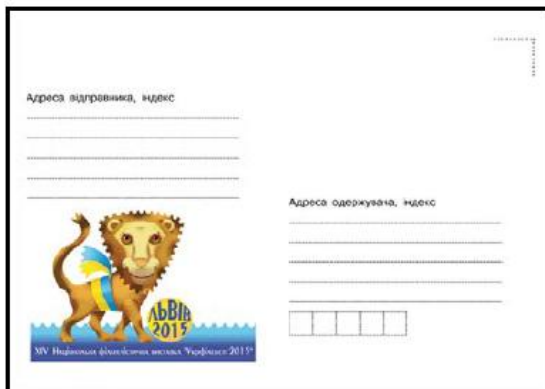 Адреса відправника, індекс
Адреса одержувача, індекс
ЛЬВІВ
2015
XIV Національна філателістична виставка "Укрфілексп 2015"